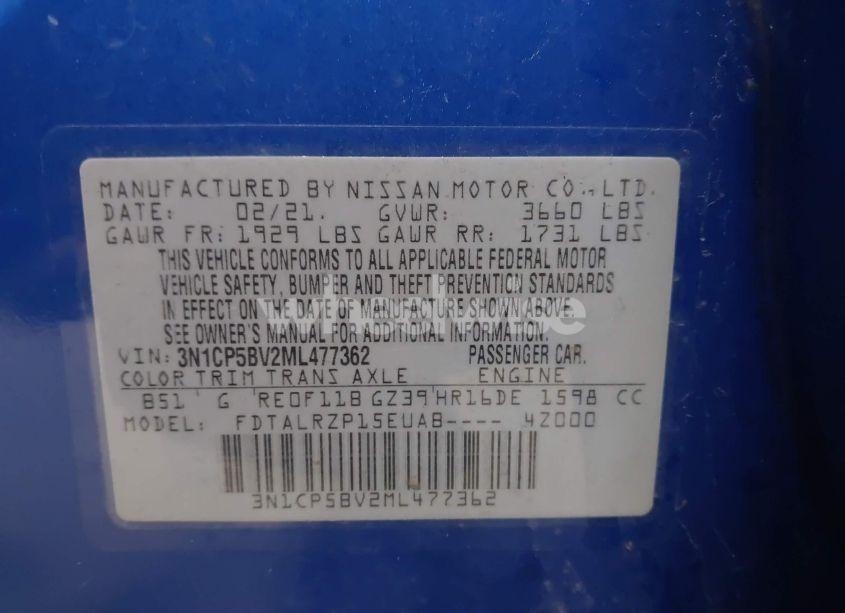 MANUFACTURED BY NISSAN MOTOR CO., LTD.
DATE: 02/21. GVWR: 3660 LBS
GAWR FR: 1929 LBS GAWR RR: 1731 LBS
THIS VEHICLE CONFORMS TO ALL APPLICABLE FEDERAL MOTOR
VEHICLE SAFETY, BUMPER AND THEFT PREVENTION STANDARDS
IN EFFECT ON THE DATE OF MANUFACTURE SHOWN ABOVE.
SEE OWNER'S MANUAL FOR ADDITIONAL INFORMATION.
VIN: 3N1CP5BV2ML477362 PASSENGER CAR.
COLOR TRIM TRANS AXLE ENGINE
B51 G RE0F11B GZ39 HR16DE 1598 CC
MODEL: FDTALRZP15EUAB---- 4Z000
3N1CP5BV2ML477362